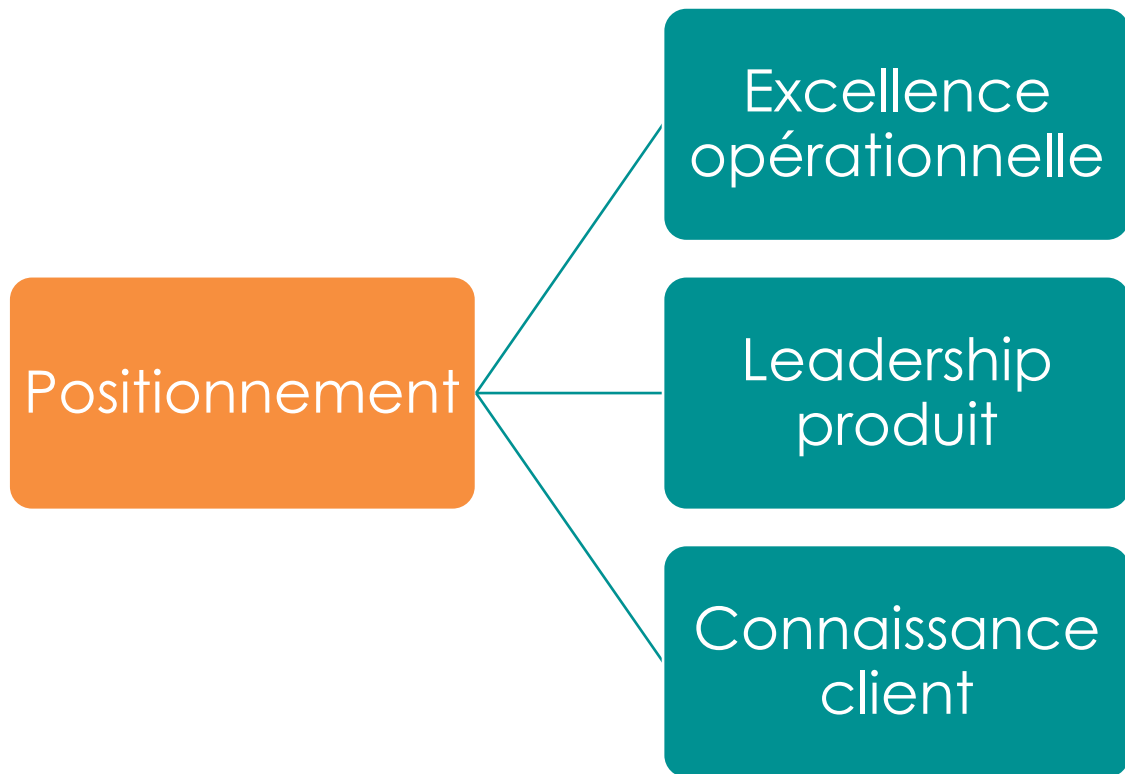 Positionnement
Excellence
opérationnelle
Leadership
produit
Connaissance
client